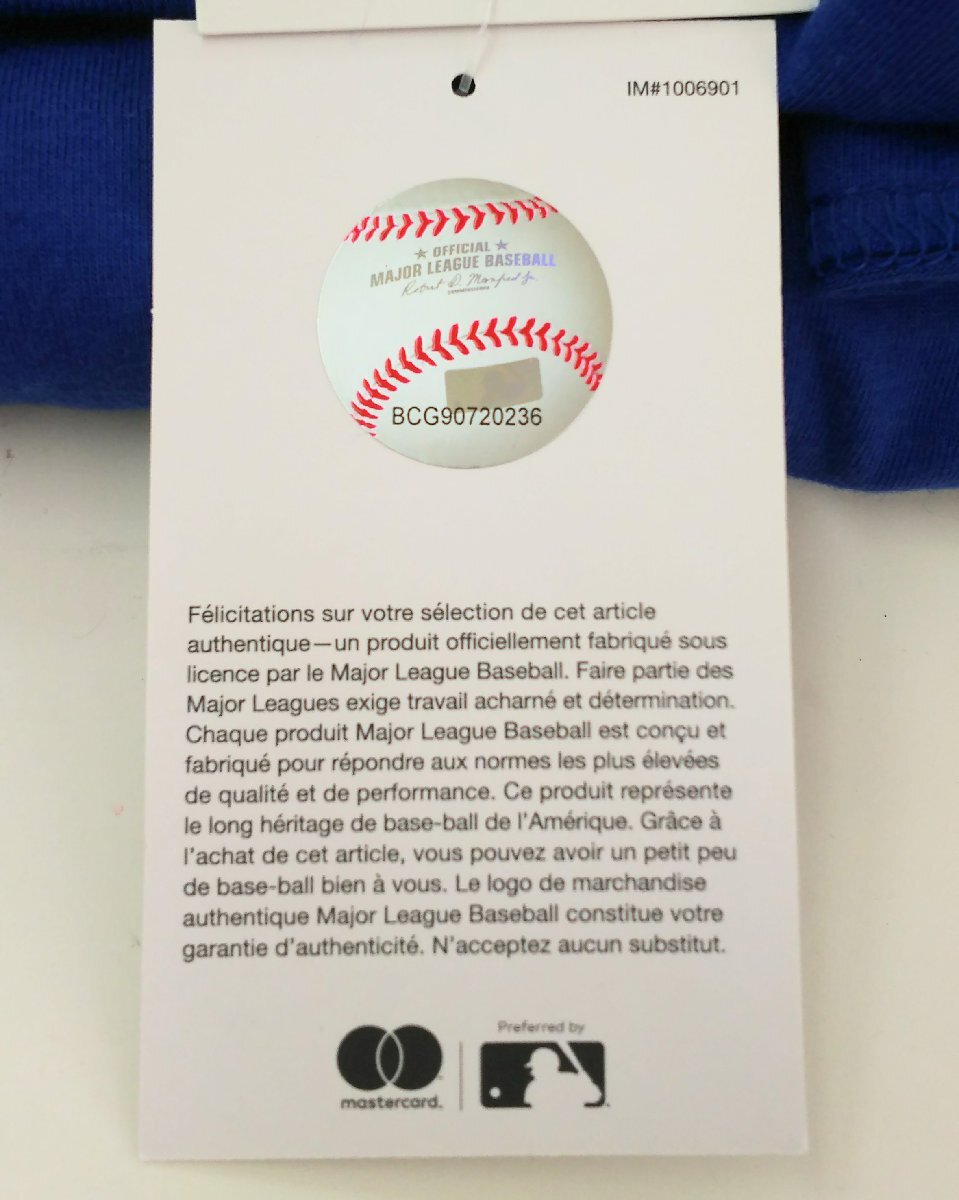 IM#1006901
OFFICIAL
MAJOR LEAGUE BASEBALL
Robert D. Manfred Jr.
BCG90720236
Félicitations sur votre sélection de cet article
authentique—un produit officiellement fabriqué sous
licence par le Major League Baseball. Faire partie des
Major Leagues exige travail acharné et détermination.
Chaque produit Major League Baseball est conçu et
fabriqué pour répondre aux normes les plus élevées
de qualité et de performance. Ce produit représente
le long héritage de base-ball de l'Amérique. Grâce à
l'achat de cet article, vous pouvez avoir un petit peu
de base-ball bien à vous. Le logo de marchandise
authentique Major League Baseball constitue votre
garantie d'authenticité. N'acceptez aucun substitut.
mastercard.
Preferred by